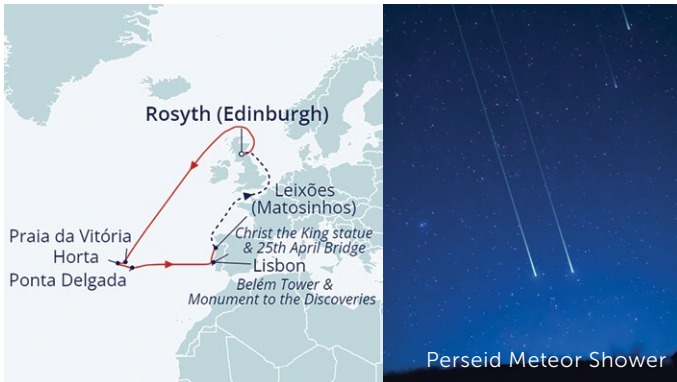 Rosyth (Edinburgh)
Leixões
(Matosinhos)
Praia da Vitória
Horta
Ponta Delgada
Christ the King statue
& 25th April Bridge
Lisbon
Belém Tower &
Monument to the Discoveries
Perseid Meteor Shower